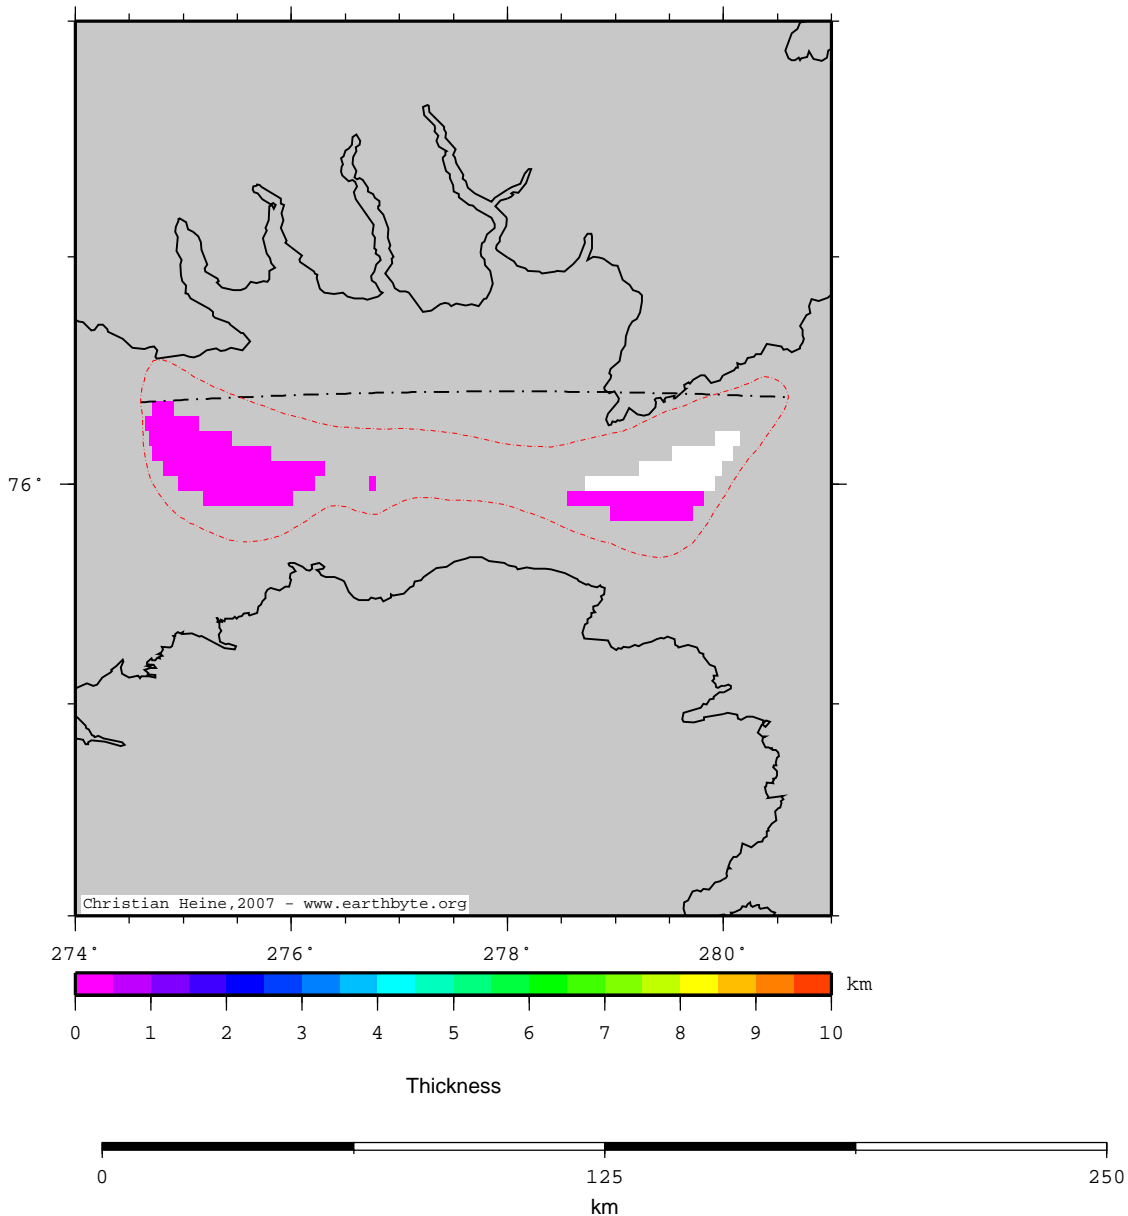 76°
Christian Heine,2007 - www.earthbyte.org
274° 276° 278° 280°
km
0 1 2 3 4 5 6 7 8 9 10
Thickness
0 125 250
km